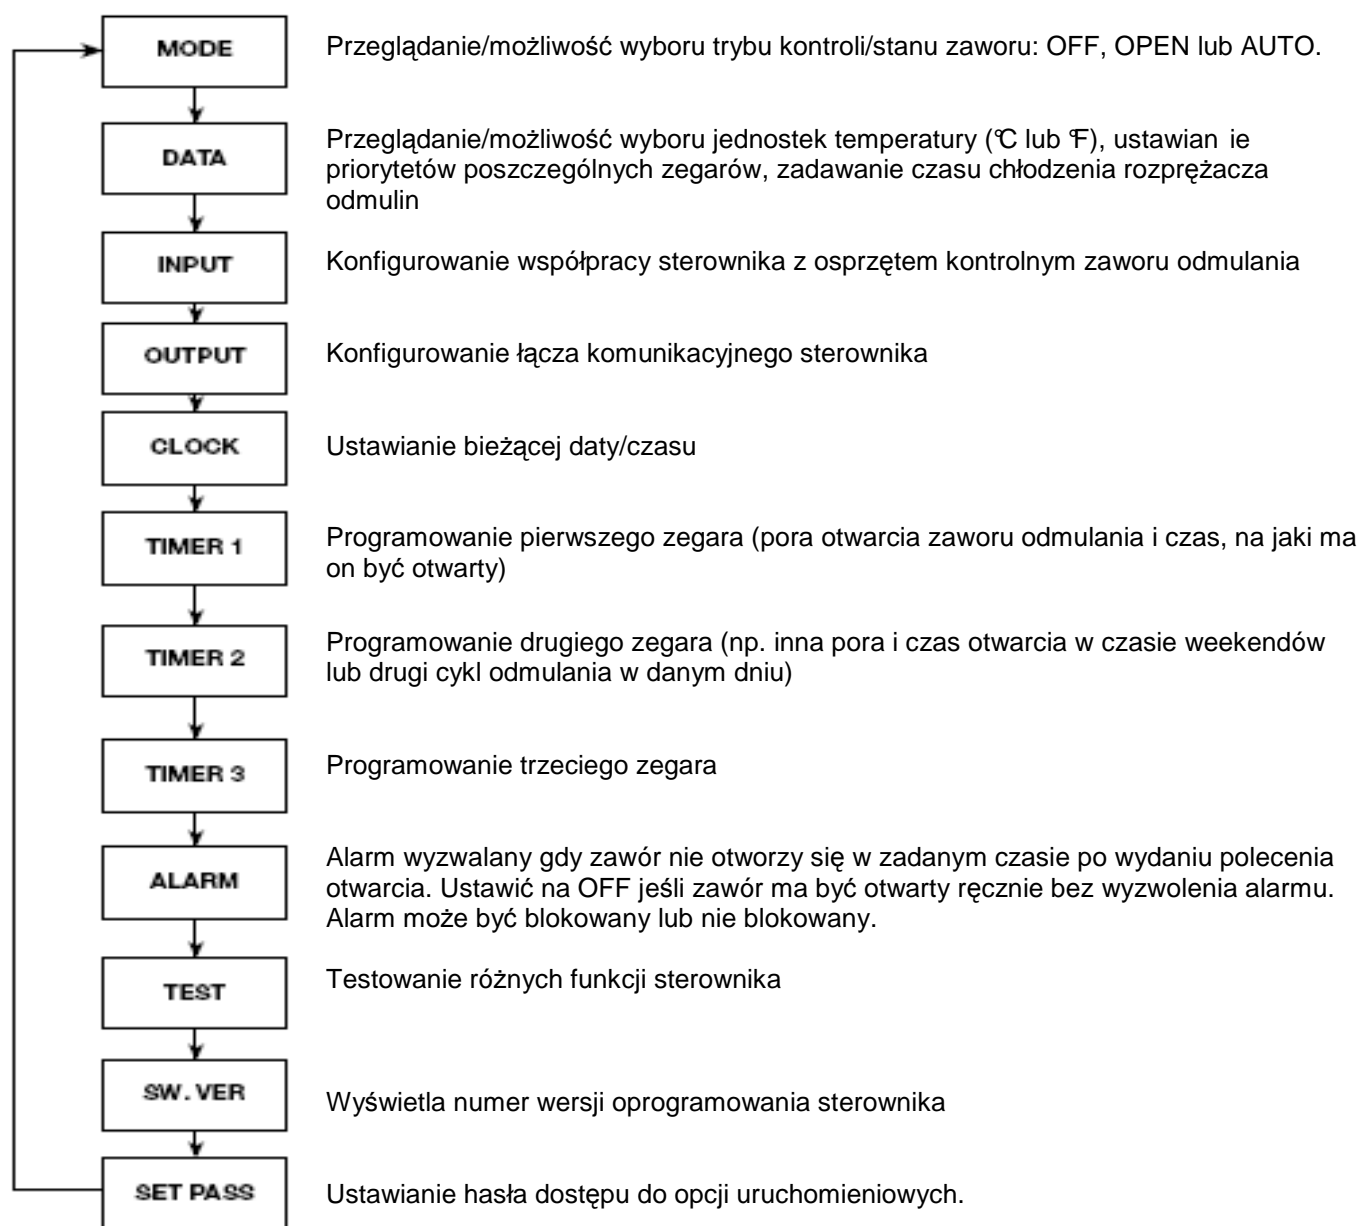 MODE
Przeglądanie/możliwość wyboru trybu kontroli/stanu zaworu: OFF, OPEN lub AUTO.
DATA
Przeglądanie/możliwość wyboru jednostek temperatury (℃ lub ℉), ustawian ie
priorytetów poszczególnych zegarów, zadawanie czasu chłodzenia rozprężacza
odmulin
INPUT
Konfigurowanie współpracy sterownika z osprzętem kontrolnym zaworu odmulania
OUTPUT
Konfigurowanie łącza komunikacyjnego sterownika
CLOCK
Ustawianie bieżącej daty/czasu
TIMER 1
Programowanie pierwszego zegara (pora otwarcia zaworu odmulania i czas, na jaki ma
on być otwarty)
TIMER 2
Programowanie drugiego zegara (np. inna pora i czas otwarcia w czasie weekendów
lub drugi cykl odmulania w danym dniu)
TIMER 3
Programowanie trzeciego zegara
ALARM
Alarm wyzwalany gdy zawór nie otworzy się w zadanym czasie po wydaniu polecenia
otwarcia. Ustawić na OFF jeśli zawór ma być otwarty ręcznie bez wyzwolenia alarmu.
Alarm może być blokowany lub nie blokowany.
TEST
Testowanie różnych funkcji sterownika
SW. VER
Wyświetla numer wersji oprogramowania sterownika
SET PASS
Ustawianie hasła dostępu do opcji uruchomieniowych.